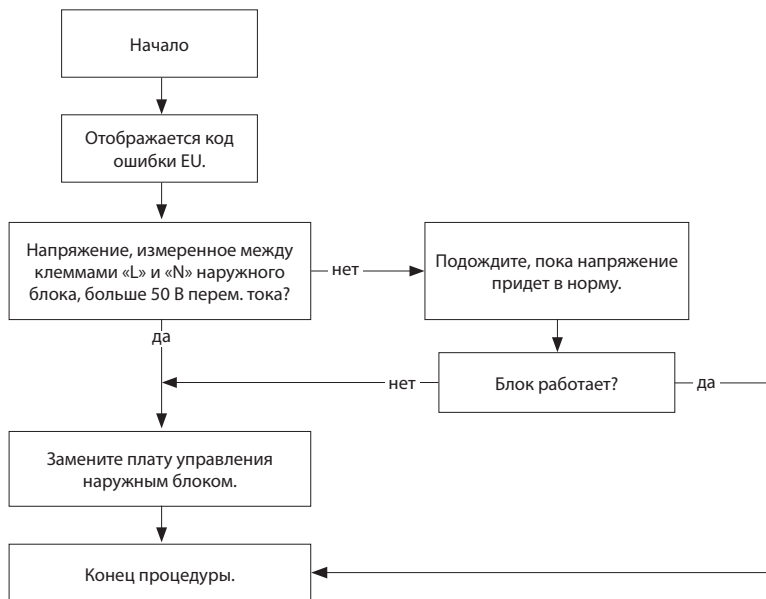 Начало
Отображается код
ошибки EU.
Напряжение, измеренное между
клеммами «L» и «N» наружного
блока, больше 50 В перем. тока?
нет
Подождите, пока напряжение
придет в норму.
да
нет
Блок работает?
да
Замените плату управления
наружным блоком.
Конец процедуры.